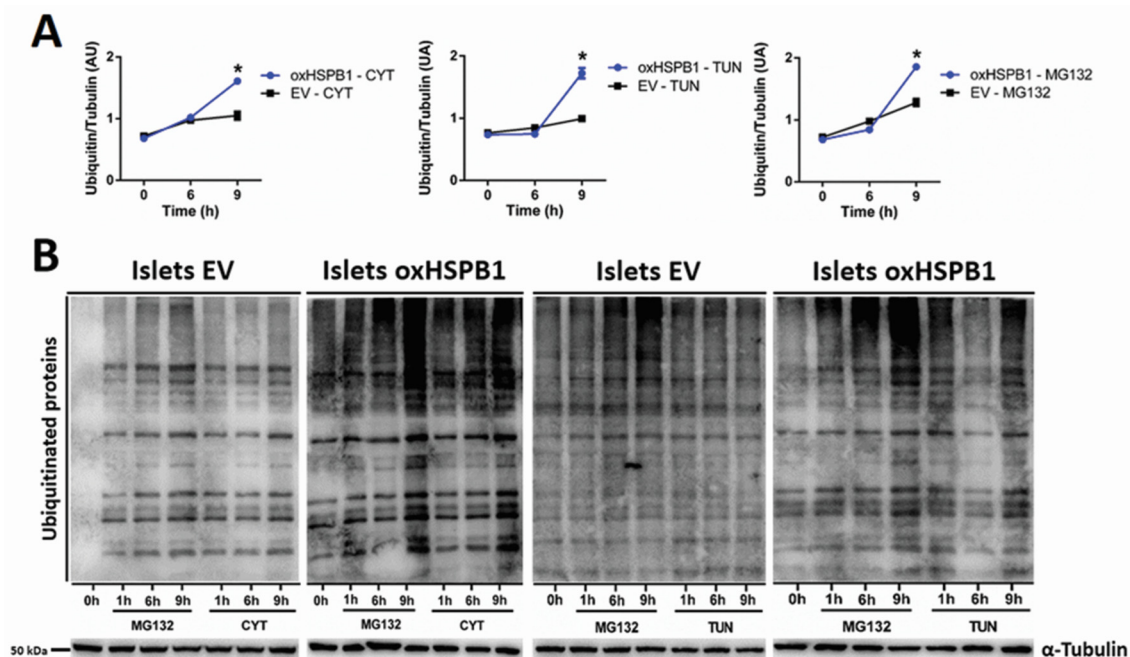 A
Ubiquitin/Tubulin (AU)
2
1
0
0 6 9
Time (h)
*
oxHSPB1 - CYT
EV - CYT
Ubiquitin/Tubulin (UA)
2
1
0
0 6 9
Time (h)
*
oxHSPB1 - TUN
EV - TUN
Ubiquitin/Tubulin (UA)
2
1
0
0 6 9
Time (h)
*
oxHSPB1 - MG132
EV - MG132
B
Islets EV
Islets oxHSPB1
Islets EV
Islets oxHSPB1
Ubiquitinated proteins
0h 1h 6h 9h 1h 6h 9h
MG132 CYT
0h 1h 6h 9h 1h 6h 9h
MG132 CYT
0h 1h 6h 9h 1h 6h 9h
MG132 TUN
0h 1h 6h 9h 1h 6h 9h
MG132 TUN
50 kDa
α-Tubulin